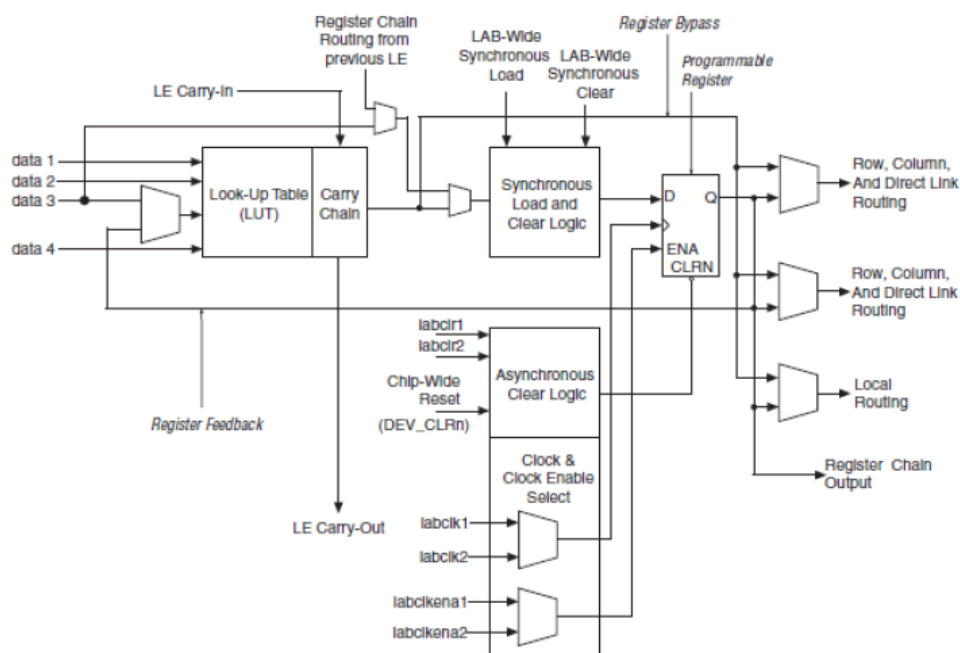 Register Chain
Routing from
previous LE
LAB-Wide
Synchronous
Load
LAB-Wide
Synchronous
Clear
Register Bypass
Programmable
Register
LE Carry-In
data 1
data 2
data 3
data 4
Look-Up Table
(LUT)
Carry
Chain
Synchronous
Load and
Clear Logic
D
Q
ENA
CLRN
Row, Column,
And Direct Link
Routing
Row, Column,
And Direct Link
Routing
Local
Routing
Register Chain
Output
Register Feedback
labclr1
labclr2
Chip-Wide
Reset
(DEV_CLRn)
Asynchronous
Clear Logic
Clock &
Clock Enable
Select
LE Carry-Out
labclk1
labclk2
labclkena1
labclkena2